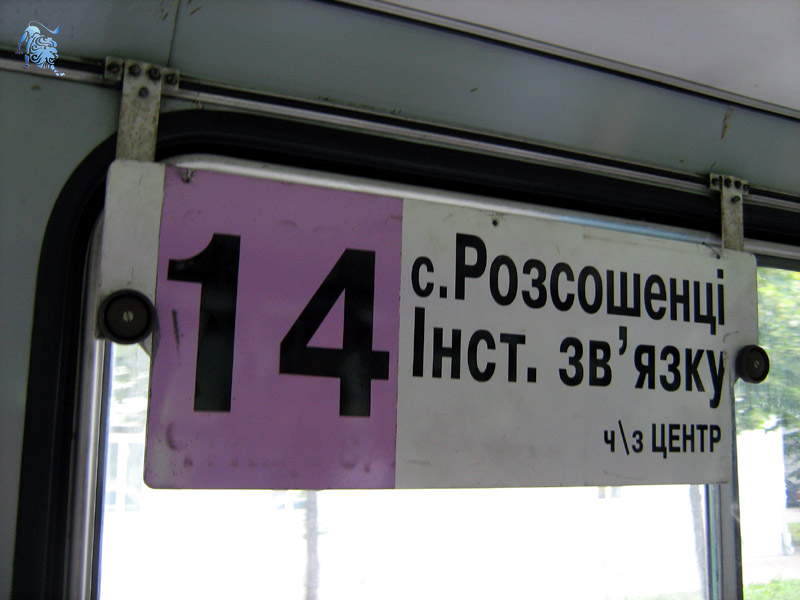 14
с.Розсошенці
Інст. зв'язку
ч\з ЦЕНТР